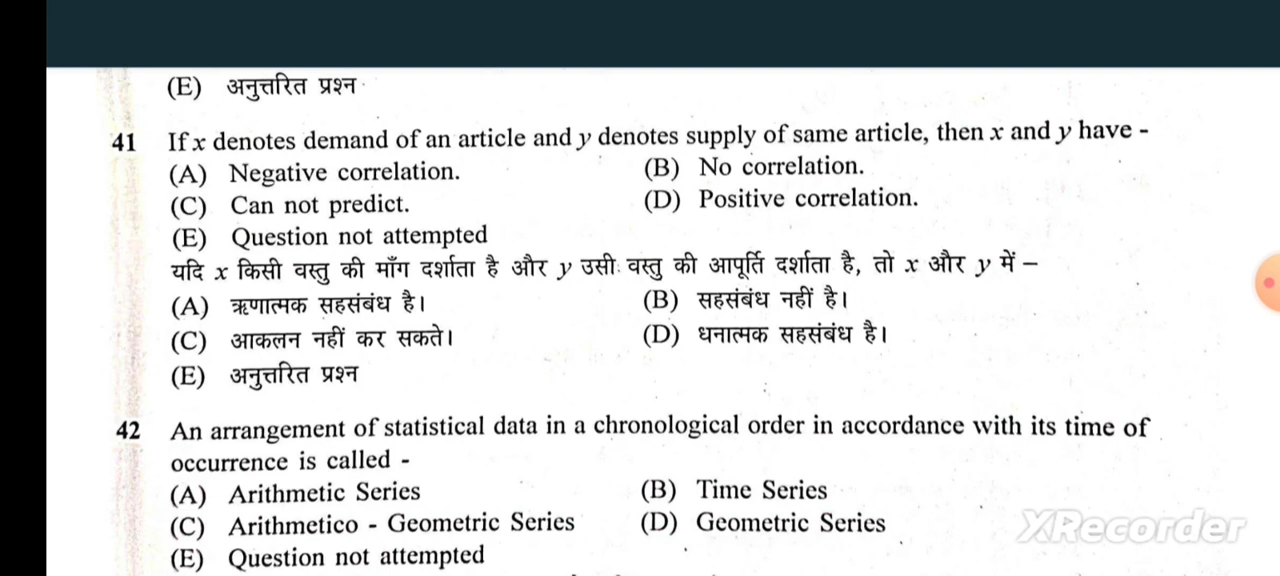 (E) अनुत्तरित प्रश्न
41 If x denotes demand of an article and y denotes supply of same article, then x and y have -
(A) Negative correlation. (B) No correlation.
(C) Can not predict. (D) Positive correlation.
(E) Question not attempted
यदि x किसी वस्तु की माँग दर्शाता है और y उसी वस्तु की आपूर्ति दर्शाता है, तो x और y में –
(A) ऋणात्मक सहसंबंध है। (B) सहसंबंध नहीं है।
(C) आकलन नहीं कर सकते। (D) धनात्मक सहसंबंध है।
(E) अनुत्तरित प्रश्न
42 An arrangement of statistical data in a chronological order in accordance with its time of
occurrence is called -
(A) Arithmetic Series (B) Time Series
(C) Arithmetico - Geometric Series (D) Geometric Series
(E) Question not attempted
XRecorder